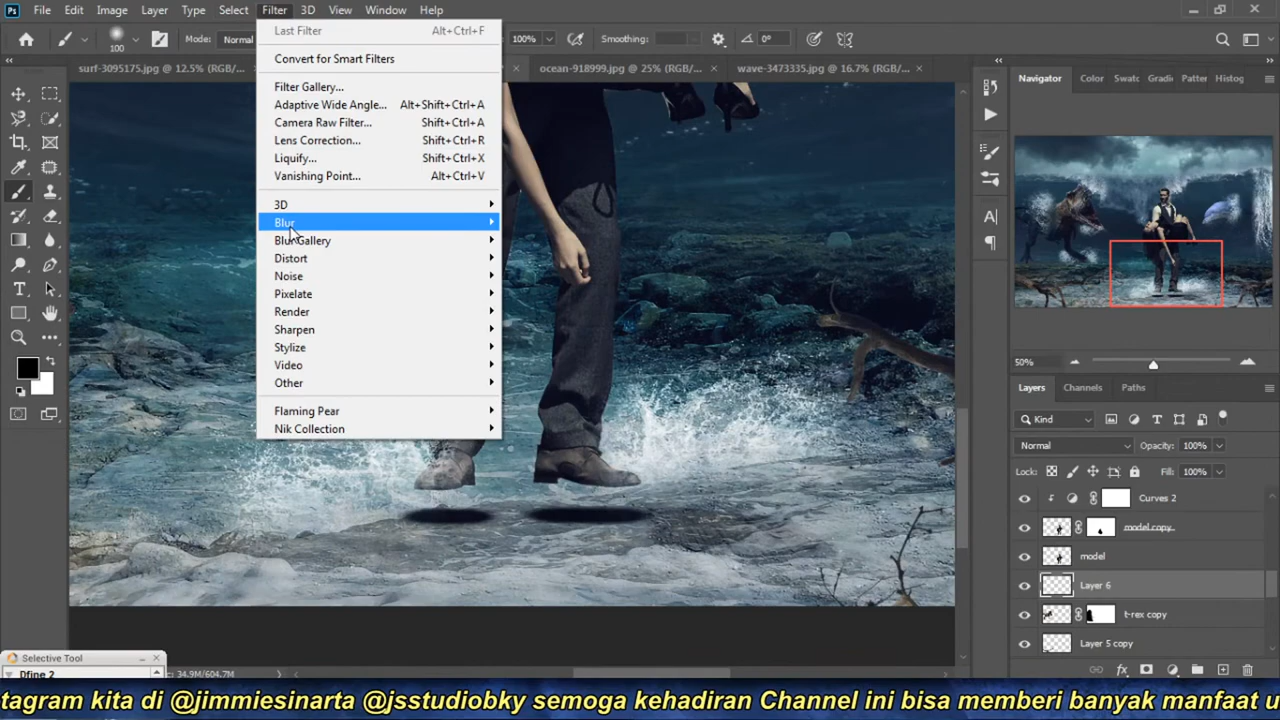 Ps File Edit Image Layer Type Select Filter 3D View Window Help
100 Mode: Normal 100% Smoothing: 0°
surf-3095175.jpg @ 12.5% (RGB/... ocean-918999.jpg @ 25% (RGB/... wave-3473335.jpg @ 16.7% (RGB/...
Last Filter Alt+Ctrl+F
Convert for Smart Filters
Filter Gallery...
Adaptive Wide Angle... Alt+Shift+Ctrl+A
Camera Raw Filter... Shift+Ctrl+A
Lens Correction... Shift+Ctrl+R
Liquify... Shift+Ctrl+X
Vanishing Point... Alt+Ctrl+V
3D
Blur
Blur Gallery
Distort
Noise
Pixelate
Render
Sharpen
Stylize
Video
Other
Flaming Pear
Nik Collection
Navigator Color Swatc Gradi Patter Histog
50%
Layers Channels Paths
Kind
Normal Opacity: 100%
Lock: Fill: 100%
Curves 2
model copy
model
Layer 6
t-rex copy
Layer 5 copy
Selective Tool
Dfine 2
34.9M/604.7M
tagram kita di @jimmiesinarta @jsstudiobky semoga kehadiran Channel ini bisa memberi banyak manfaat u